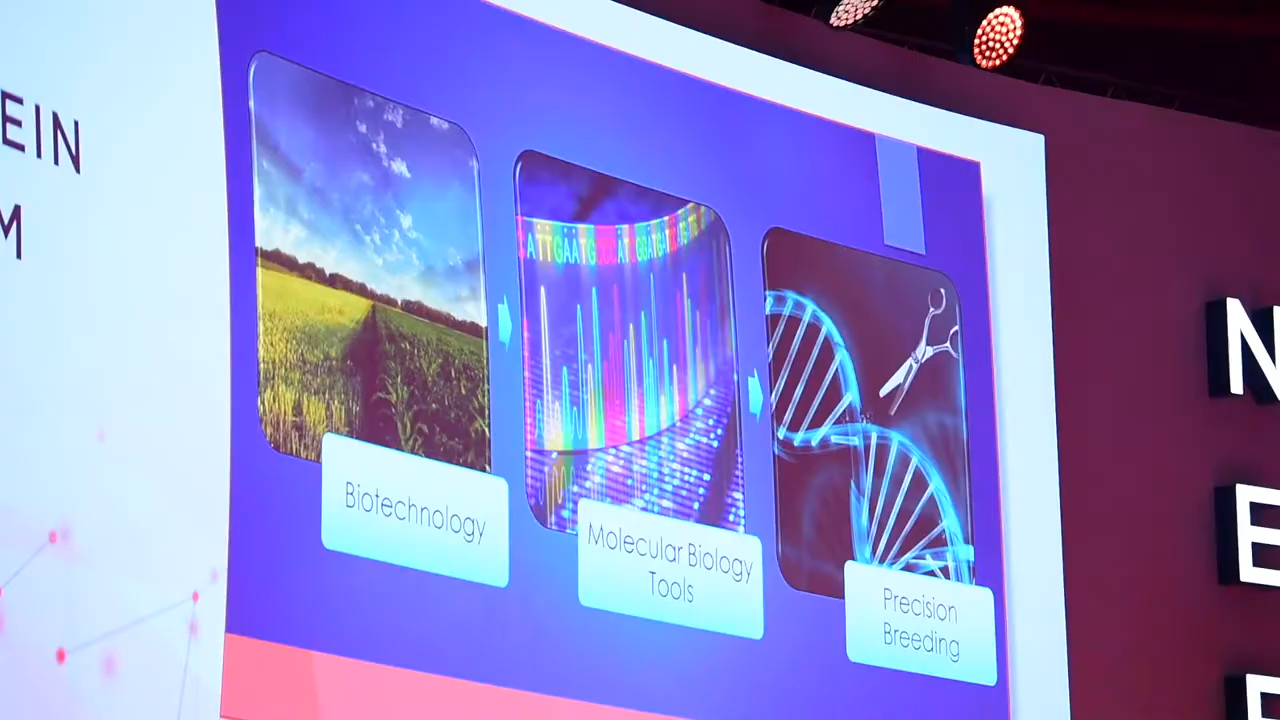 EIN
M
Biotechnology
Molecular Biology
Tools
Precision
Breeding
N
E